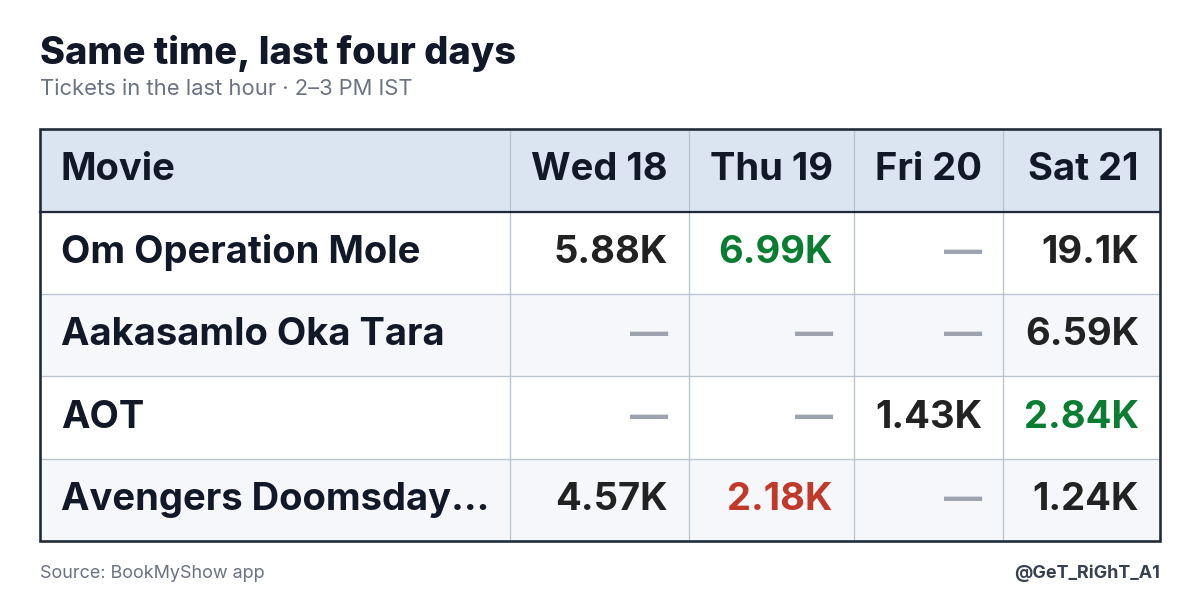 Same time, last four days
Tickets in the last hour · 2–3 PM IST
Movie Wed 18 Thu 19 Fri 20 Sat 21
Om Operation Mole 5.88K 6.99K — 19.1K
Aakasamlo Oka Tara — — — 6.59K
AOT — — 1.43K 2.84K
Avengers Doomsday… 4.57K 2.18K — 1.24K
Source: BookMyShow app @GeT_RiGhT_A1